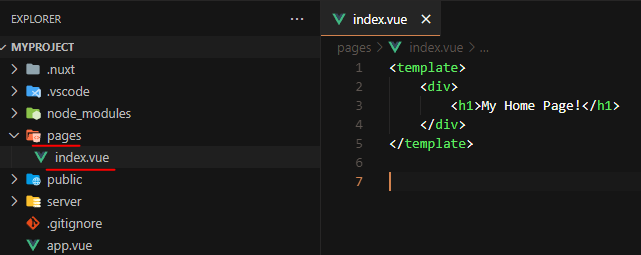 EXPLORER
MYPROJECT
.nuxt
.vscode
node_modules
pages
index.vue
public
server
.gitignore
app.vue
index.vue
pages > index.vue > ...
1 <template>
2 <div>
3 <h1>My Home Page!</h1>
4 </div>
5 </template>
6
7